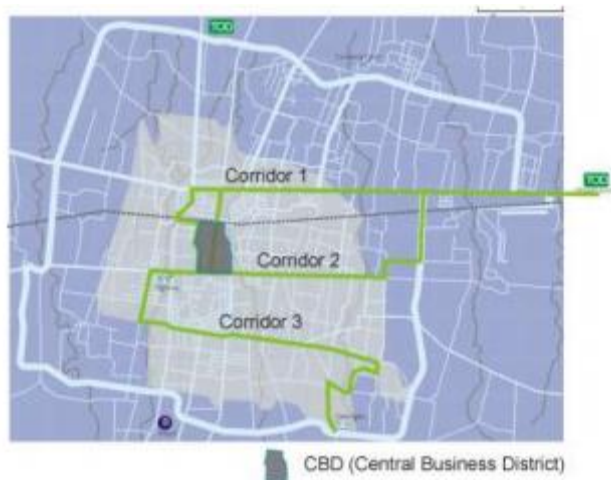 TOD
Corridor 1
TOD
Corridor 2
Corridor 3
CBD (Central Business District)